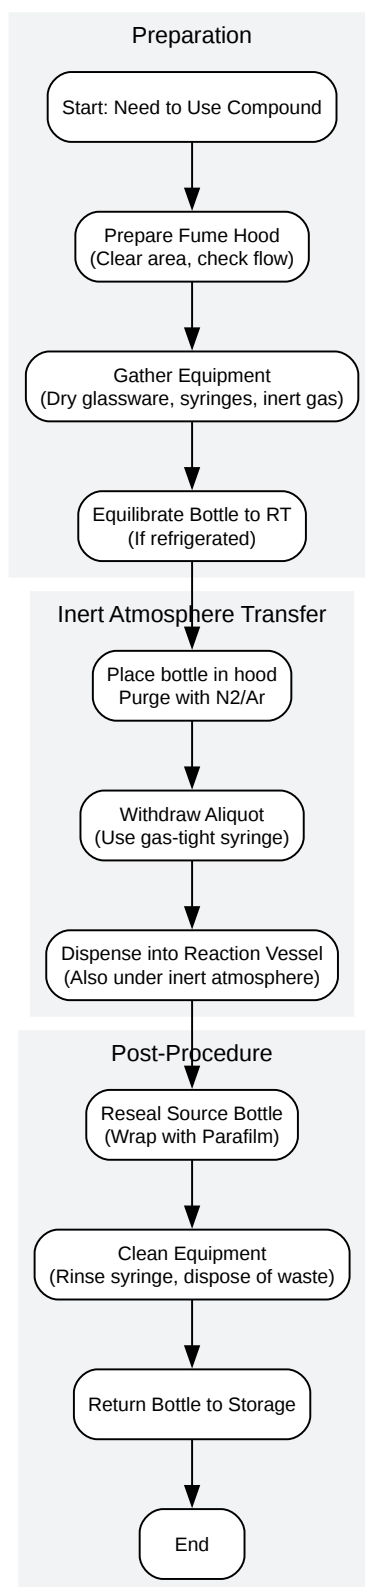 Preparation
Start: Need to Use Compound
Prepare Fume Hood
(Clear area, check flow)
Gather Equipment
(Dry glassware, syringes, inert gas)
Equilibrate Bottle to RT
(If refrigerated)
Inert Atmosphere Transfer
Place bottle in hood
Purge with N2/Ar
Withdraw Aliquot
(Use gas-tight syringe)
Dispense into Reaction Vessel
(Also under inert atmosphere)
Post-Procedure
Reseal Source Bottle
(Wrap with Parafilm)
Clean Equipment
(Rinse syringe, dispose of waste)
Return Bottle to Storage
End